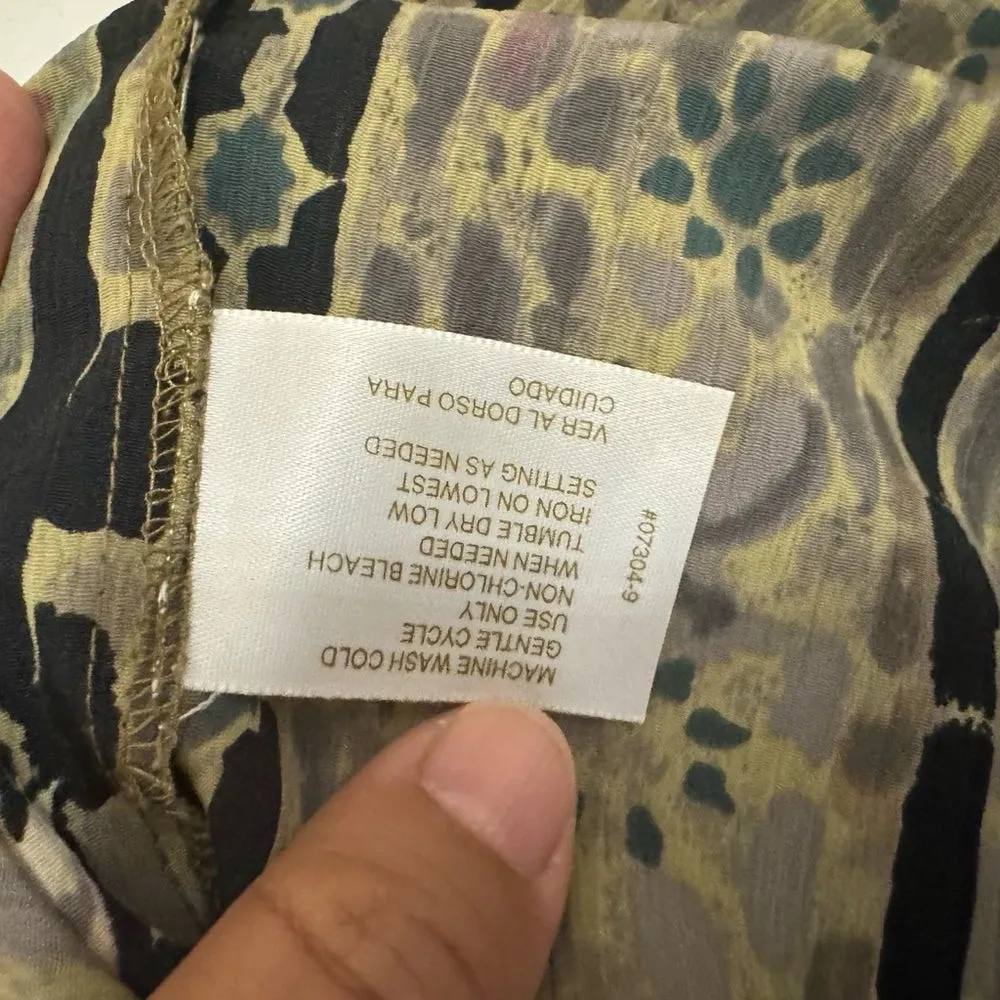 MACHINE WASH COLD
GENTLE CYCLE
USE ONLY
NON-CHLORINE BLEACH
WHEN NEEDED
TUMBLE DRY LOW
IRON ON LOWEST
SETTING AS NEEDED
VER AL DORSO PARA
CUIDADO
#07304-9